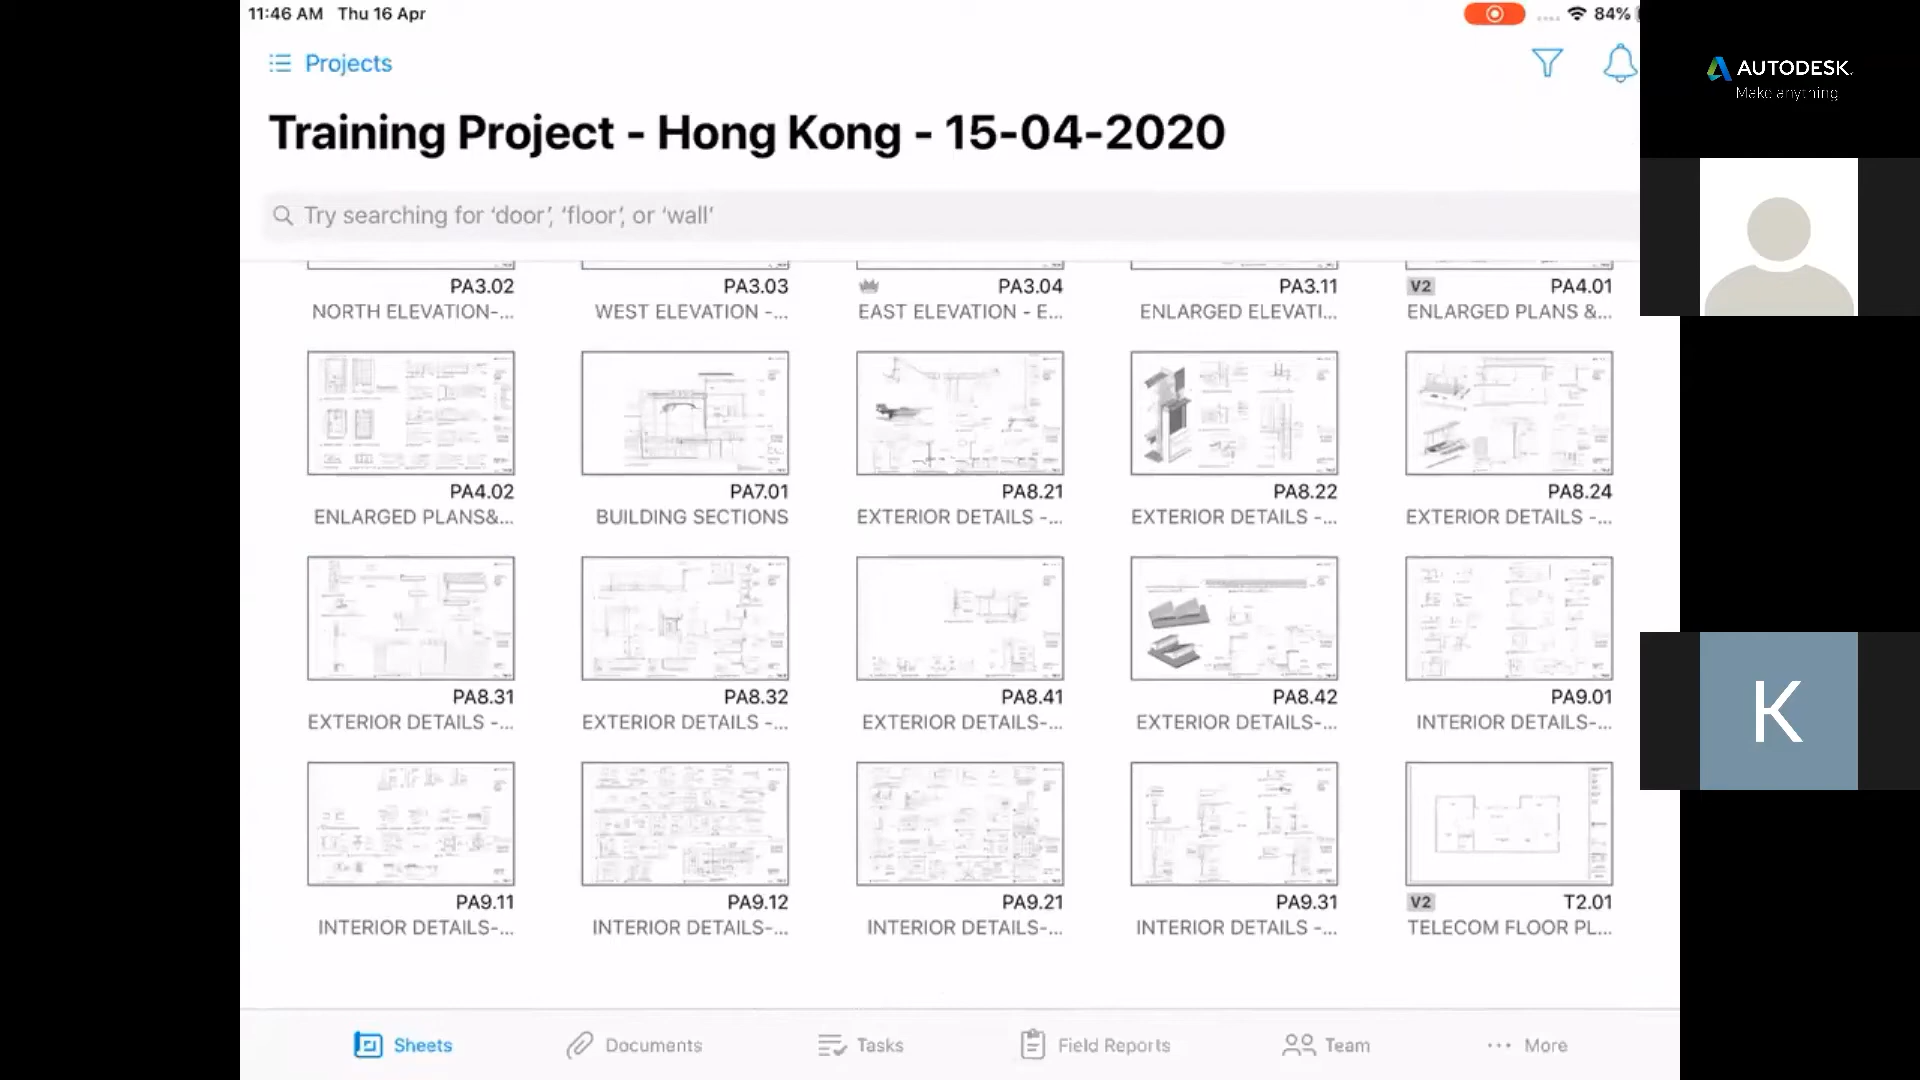 11:46 AM Thu 16 Apr 84%
Projects
AUTODESK
Make anything
Training Project - Hong Kong - 15-04-2020
Try searching for ‘door’, ‘floor’, or ‘wall’
PA3.02 PA3.03 PA3.04 PA3.11 V2 PA4.01
NORTH ELEVATION-... WEST ELEVATION -... EAST ELEVATION - E... ENLARGED ELEVATI... ENLARGED PLANS &...
PA4.02 PA7.01 PA8.21 PA8.22 PA8.24
ENLARGED PLANS&... BUILDING SECTIONS EXTERIOR DETAILS -... EXTERIOR DETAILS -... EXTERIOR DETAILS -...
PA8.31 PA8.32 PA8.41 PA8.42 PA9.01
EXTERIOR DETAILS -... EXTERIOR DETAILS -... EXTERIOR DETAILS-... EXTERIOR DETAILS-... INTERIOR DETAILS-...
K
PA9.11 PA9.12 PA9.21 PA9.31 V2 T2.01
INTERIOR DETAILS-... INTERIOR DETAILS-... INTERIOR DETAILS-... INTERIOR DETAILS -... TELECOM FLOOR PL...
Sheets Documents Tasks Field Reports Team More